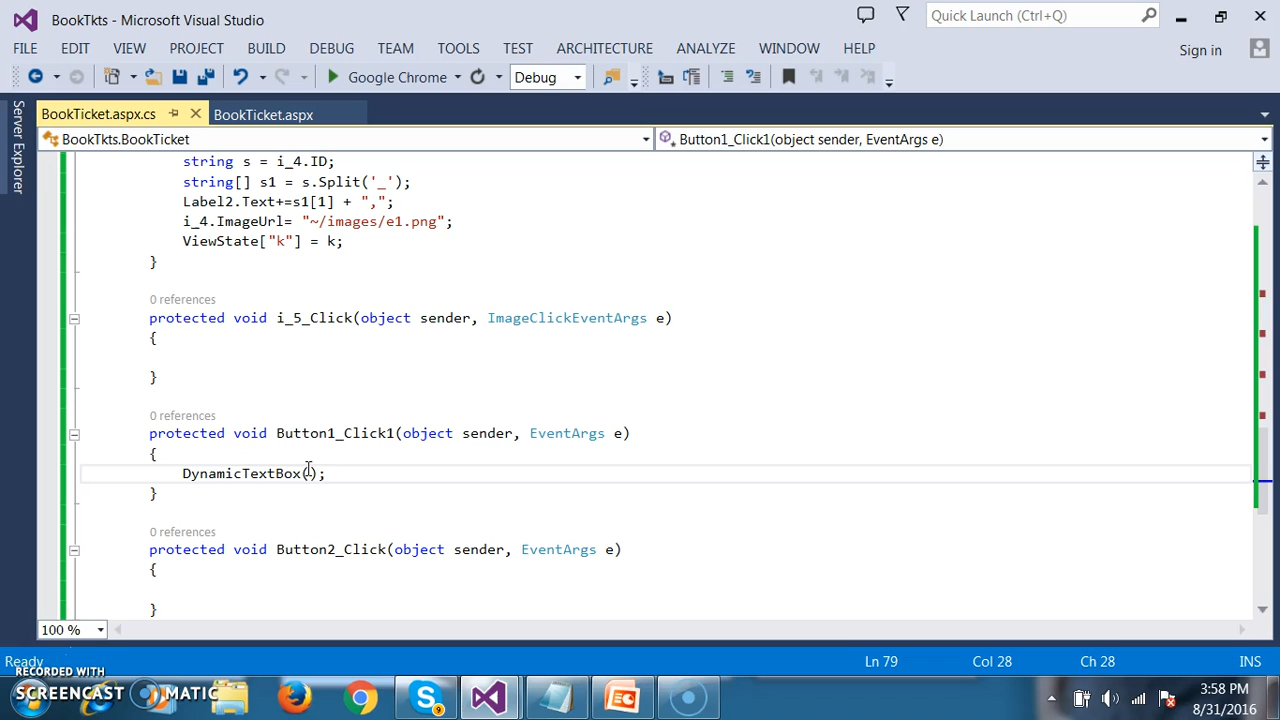 BookTkts - Microsoft Visual Studio
Quick Launch (Ctrl+Q)
FILE EDIT VIEW PROJECT BUILD DEBUG TEAM TOOLS TEST ARCHITECTURE ANALYZE WINDOW HELP
Sign in
Google Chrome
Debug
Server Explorer
BookTicket.aspx.cs
BookTicket.aspx
BookTkts.BookTicket
Button1_Click1(object sender, EventArgs e)
string s = i_4.ID;
string[] s1 = s.Split('_');
Label2.Text+=s1[1] + ",";
i_4.ImageUrl= "~/images/e1.png";
ViewState["k"] = k;
}
0 references
protected void i_5_Click(object sender, ImageClickEventArgs e)
{
}
0 references
protected void Button1_Click1(object sender, EventArgs e)
{
DynamicTextBox();
}
0 references
protected void Button2_Click(object sender, EventArgs e)
{
}
100 %
Ready
Ln 79
Col 28
Ch 28
INS
RECORDED WITH
SCREENCAST MATIC
9
3:58 PM
8/31/2016